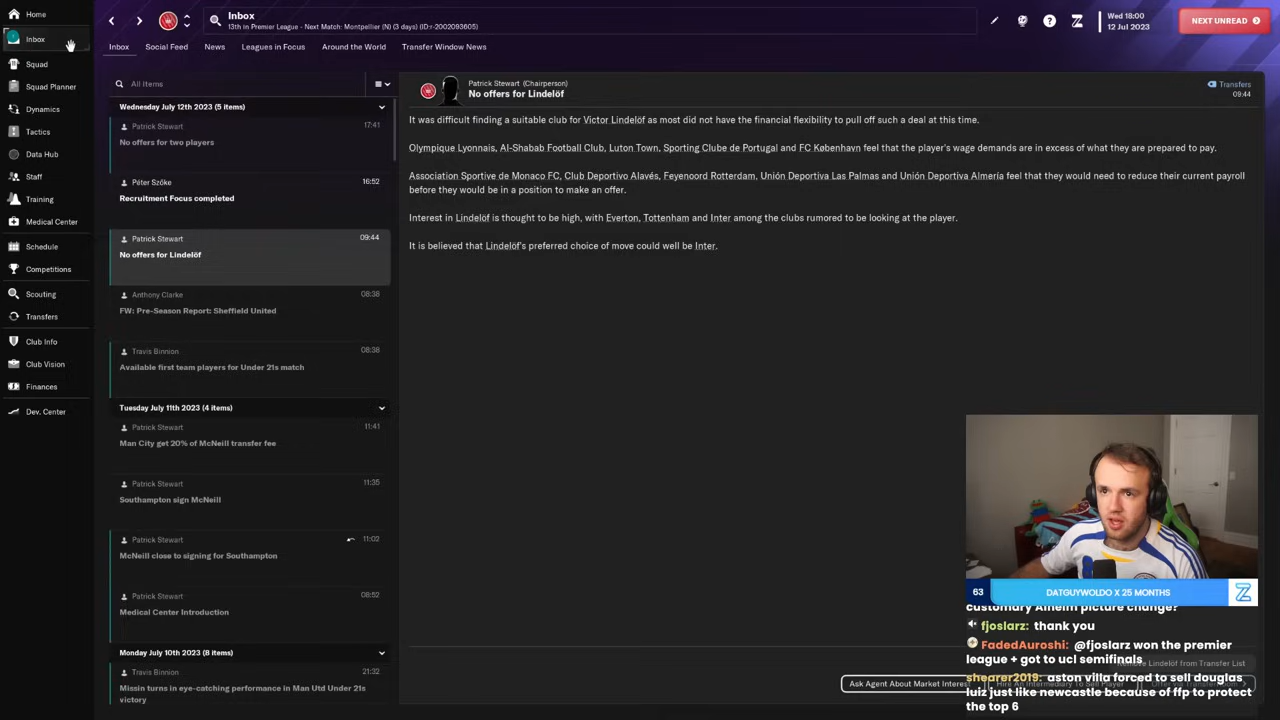 Home
Inbox
Squad
Squad Planner
Dynamics
Tactics
Data Hub
Staff
Training
Medical Center
Schedule
Competitions
Scouting
Transfers
Club Info
Club Vision
Finances
Dev. Center
Inbox
13th in Premier League - Next Match: Montpellier (N) (3 days) (ID:r-2002093605)
Wed 18:00
12 Jul 2023
NEXT UNREAD
Inbox
Social Feed
News
Leagues in Focus
Around the World
Transfer Window News
All Items
Wednesday July 12th 2023 (5 items)
Patrick Stewart 17:41
No offers for two players
Péter Szőke 16:52
Recruitment Focus completed
Patrick Stewart 09:44
No offers for Lindelöf
Anthony Clarke 08:38
FW: Pre-Season Report: Sheffield United
Travis Binnion 08:38
Available first team players for Under 21s match
Tuesday July 11th 2023 (4 items)
Patrick Stewart 11:41
Man City get 20% of McNeill transfer fee
Patrick Stewart 11:35
Southampton sign McNeill
Patrick Stewart 11:02
McNeill close to signing for Southampton
Patrick Stewart 08:52
Medical Center Introduction
Monday July 10th 2023 (8 items)
Travis Binnion 21:32
Missin turns in eye-catching performance in Man Utd Under 21s
victory
Patrick Stewart (Chairperson)
No offers for Lindelöf
Transfers
09:44
It was difficult finding a suitable club for Victor Lindelöf as most did not have the financial flexibility to pull off such a deal at this time.
Olympique Lyonnais, Al-Shabab Football Club, Luton Town, Sporting Clube de Portugal and FC København feel that the player's wage demands are in excess of what they are prepared to pay.
Association Sportive de Monaco FC, Club Deportivo Alavés, Feyenoord Rotterdam, Unión Deportiva Las Palmas and Unión Deportiva Almería feel that they would need to reduce their current payroll
before they would be in a position to make an offer.
Interest in Lindelöf is thought to be high, with Everton, Tottenham and Inter among the clubs rumored to be looking at the player.
It is believed that Lindelöf's preferred choice of move could well be Inter.
63
DATGUYWOLDO X 25 MONTHS
customary Alheim picture change?
fjoslarz: thank you
FadedAuroshi: @fjoslarz won the premier
league + got to ucl semifinals
Remove Lindelöf from Transfer List
shearer2019: aston villa forced to sell douglas
luiz just like newcastle because of ffp to protect
the top 6
Ask Agent About Market Interest
Hire An Intermediary To Sell Player